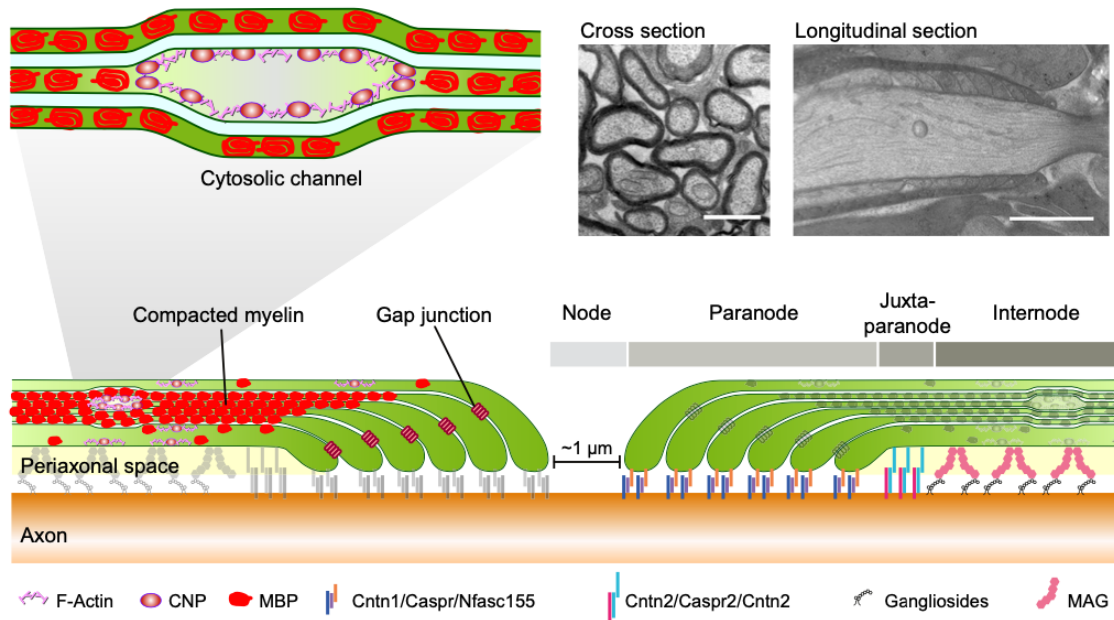 Cross section
Longitudinal section
Cytosolic channel
Compacted myelin
Gap junction
Node
Paranode
Juxta-
paranode
Internode
~1 μm
Periaxonal space
Axon
F-Actin
CNP
MBP
Cntn1/Caspr/Nfasc155
Cntn2/Caspr2/Cntn2
Gangliosides
MAG